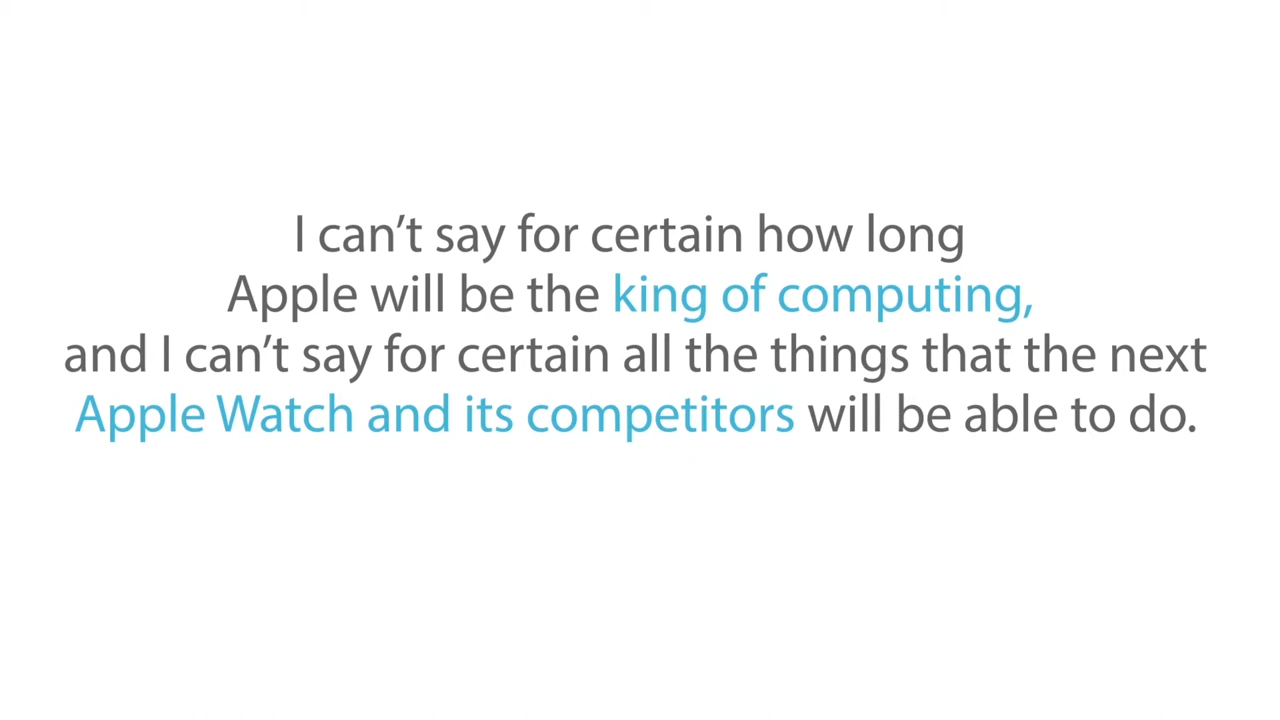 I can’t say for certain how long
Apple will be the king of computing,
and I can’t say for certain all the things that the next
Apple Watch and its competitors will be able to do.